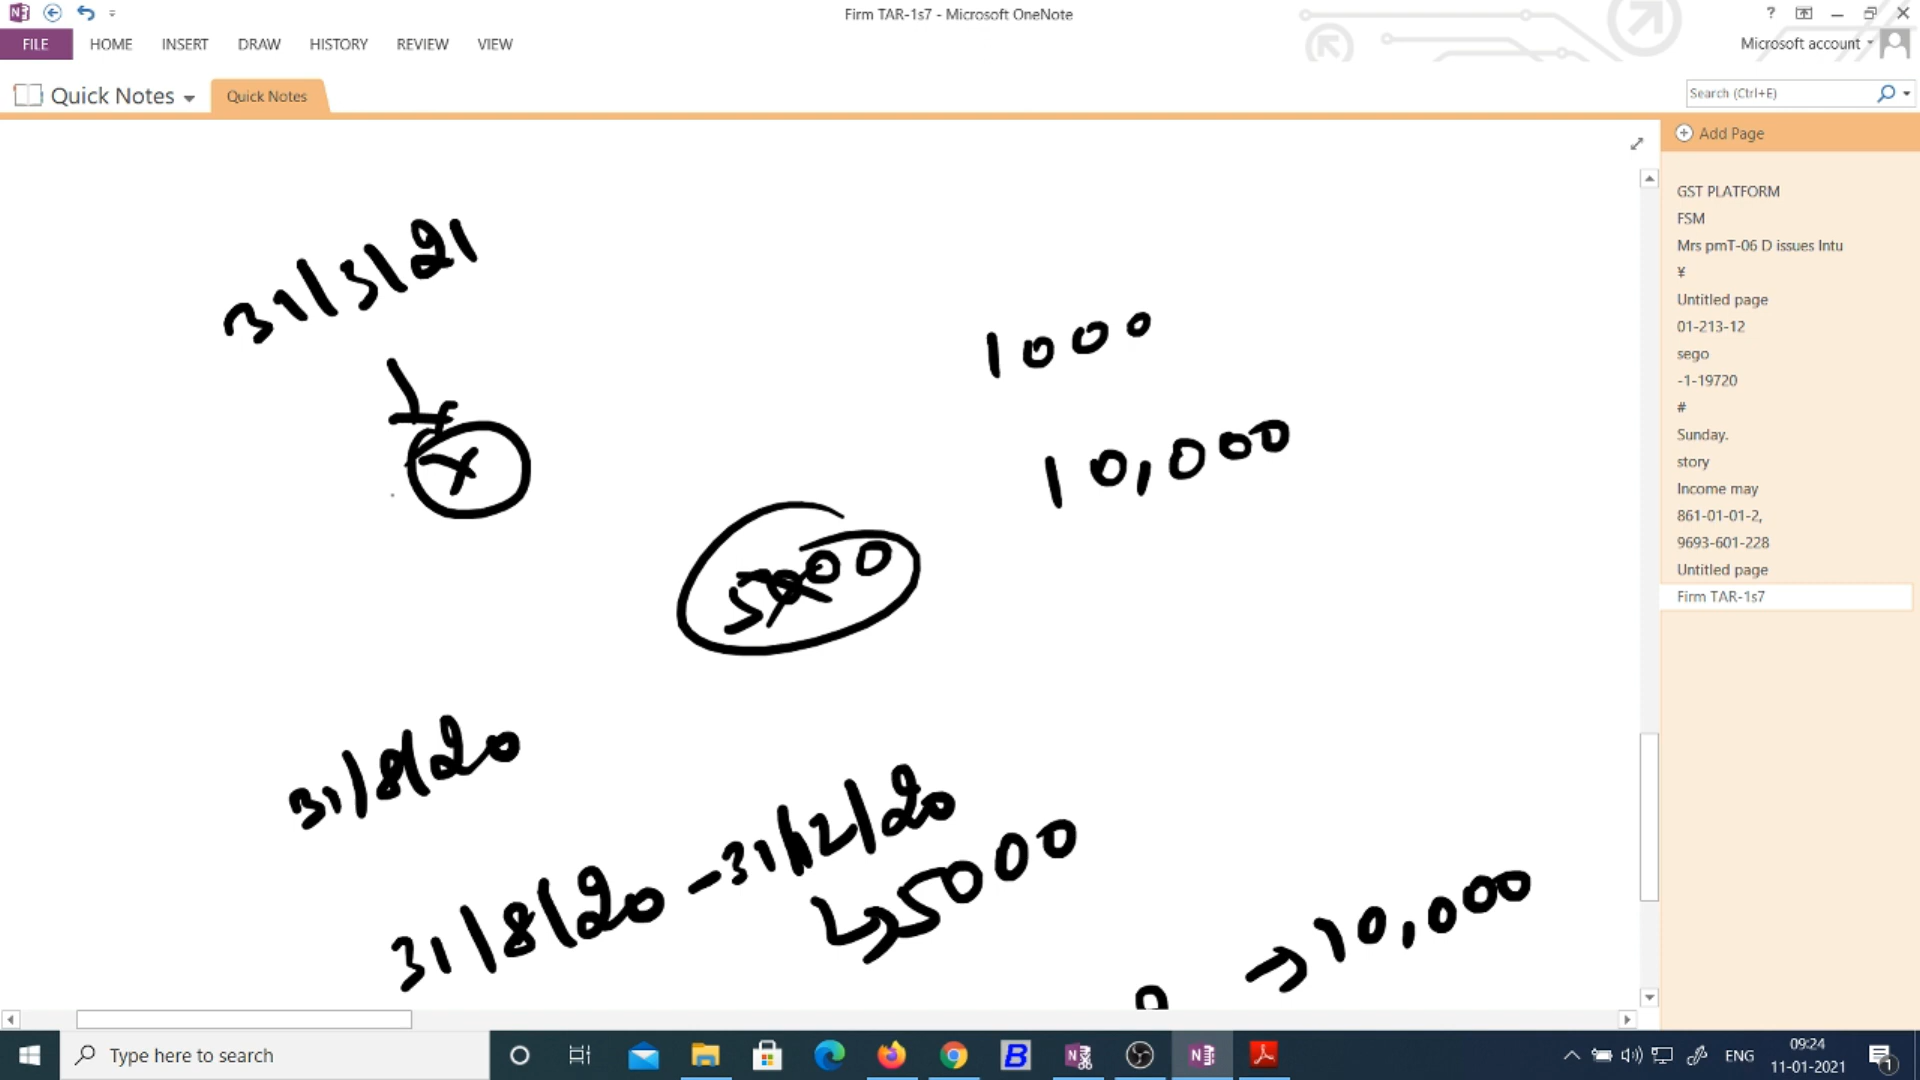 Firm TAR-1s7 - Microsoft OneNote
?
FILE HOME INSERT DRAW HISTORY REVIEW VIEW
Microsoft account
Quick Notes
Quick Notes
Search (Ctrl+E)
Add Page
GST PLATFORM
FSM
Mrs pmT-06 D issues Intu
¥
Untitled page
01-213-12
sego
-1-19720
#
Sunday.
story
Income may
861-01-01-2,
9693-601-228
Untitled page
Firm TAR-1s7
31/3/21
1000
x
10,000
5000
31/8/20
31/8/20 - 31/12/20
↳ 5000
→ 10,000
Type here to search
B
ENG
09:24
11-01-2021
1